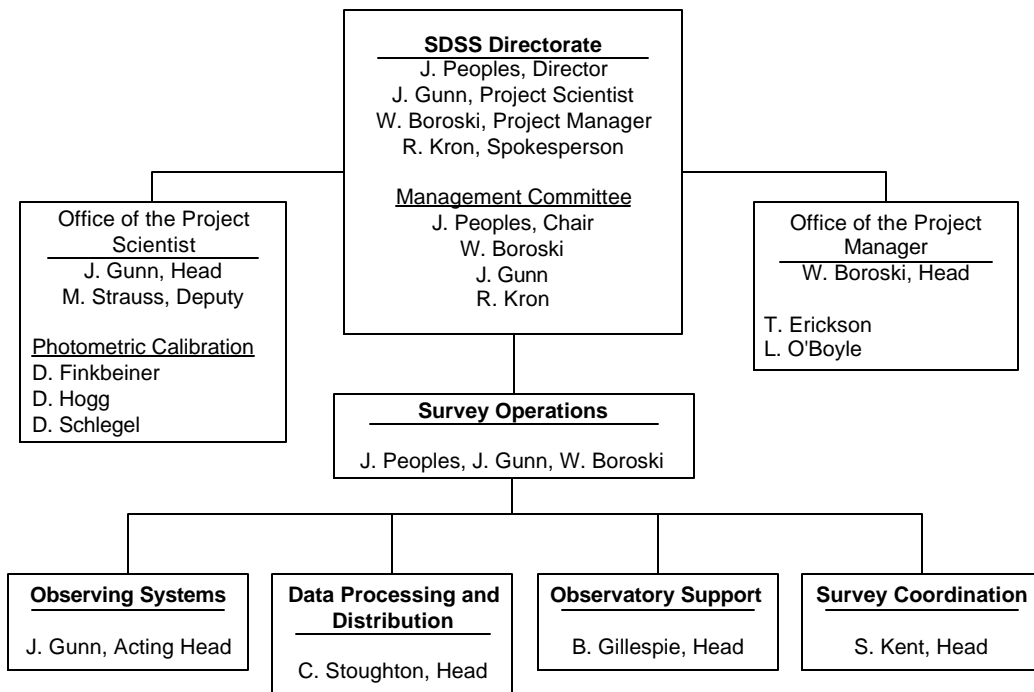 SDSS Directorate
J. Peoples, Director
J. Gunn, Project Scientist
W. Boroski, Project Manager
R. Kron, Spokesperson
Management Committee
J. Peoples, Chair
W. Boroski
J. Gunn
R. Kron
Office of the Project
Scientist
J. Gunn, Head
M. Strauss, Deputy
Photometric Calibration
D. Finkbeiner
D. Hogg
D. Schlegel
Office of the Project
Manager
W. Boroski, Head
T. Erickson
L. O'Boyle
Survey Operations
J. Peoples, J. Gunn, W. Boroski
Observing Systems
J. Gunn, Acting Head
Data Processing and
Distribution
C. Stoughton, Head
Observatory Support
B. Gillespie, Head
Survey Coordination
S. Kent, Head